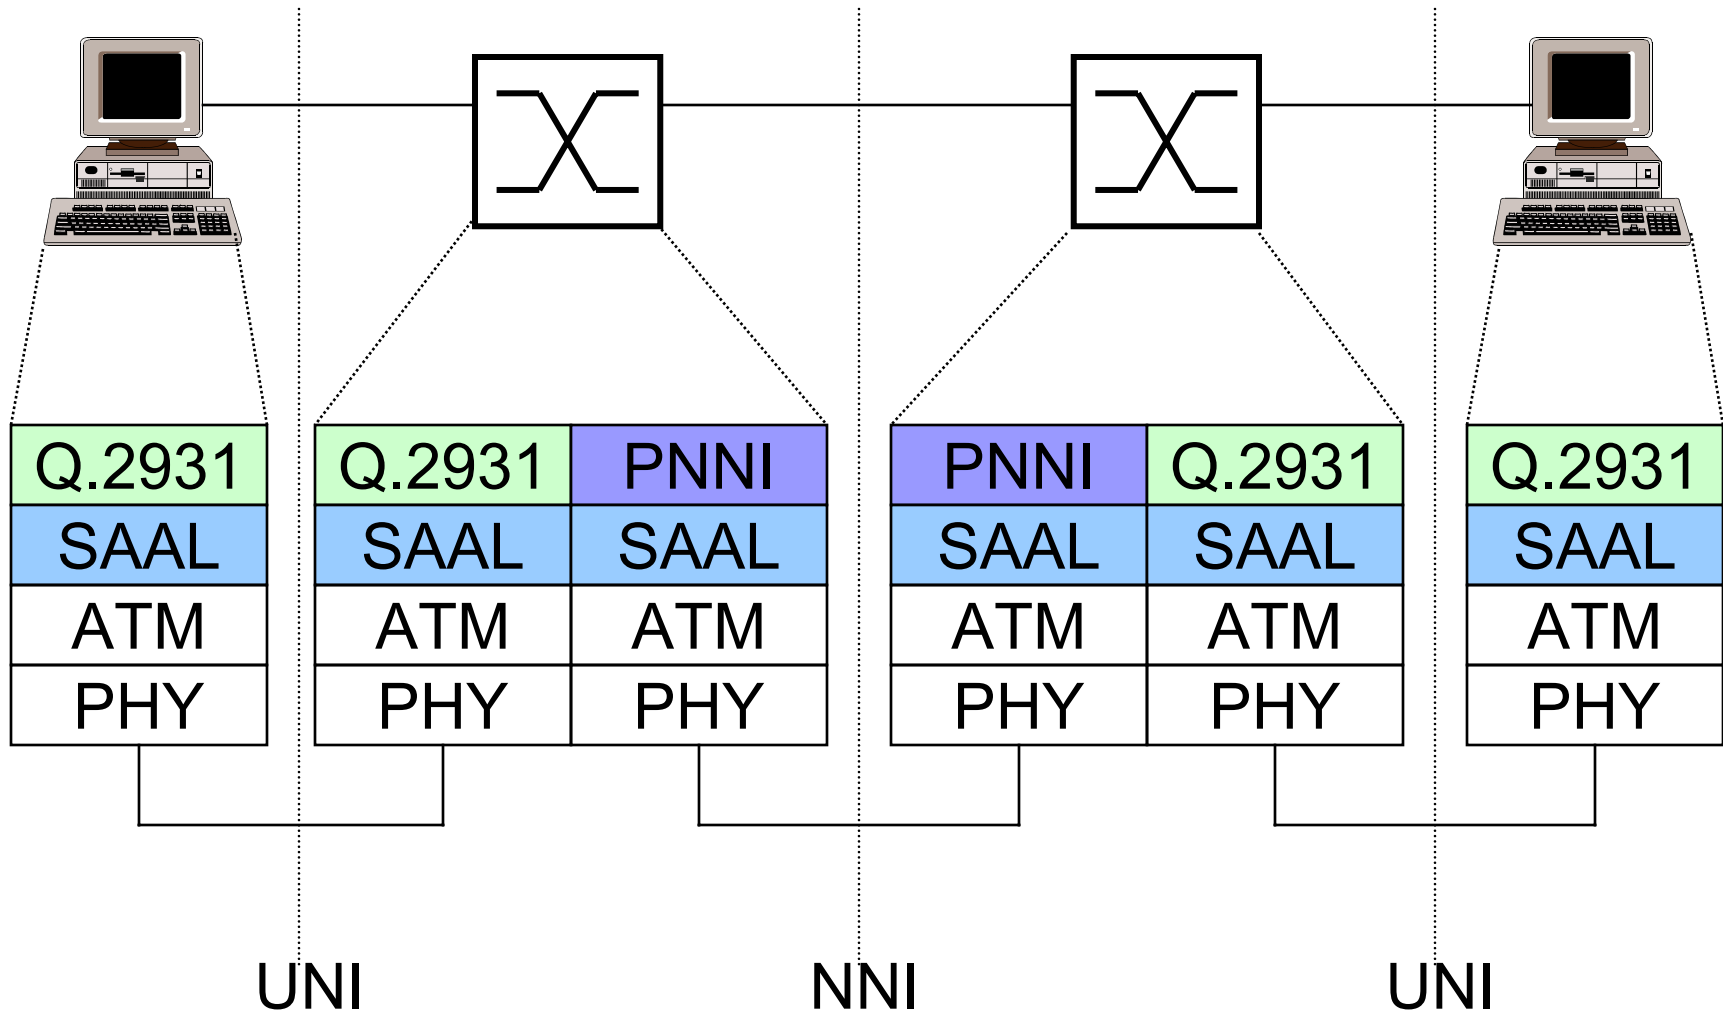 Q.2931 Q.2931 PNNI PNNI Q.2931 Q.2931
SAAL SAAL SAAL SAAL SAAL SAAL
ATM ATM ATM ATM ATM ATM
PHY PHY PHY PHY PHY PHY
UNI NNI UNI